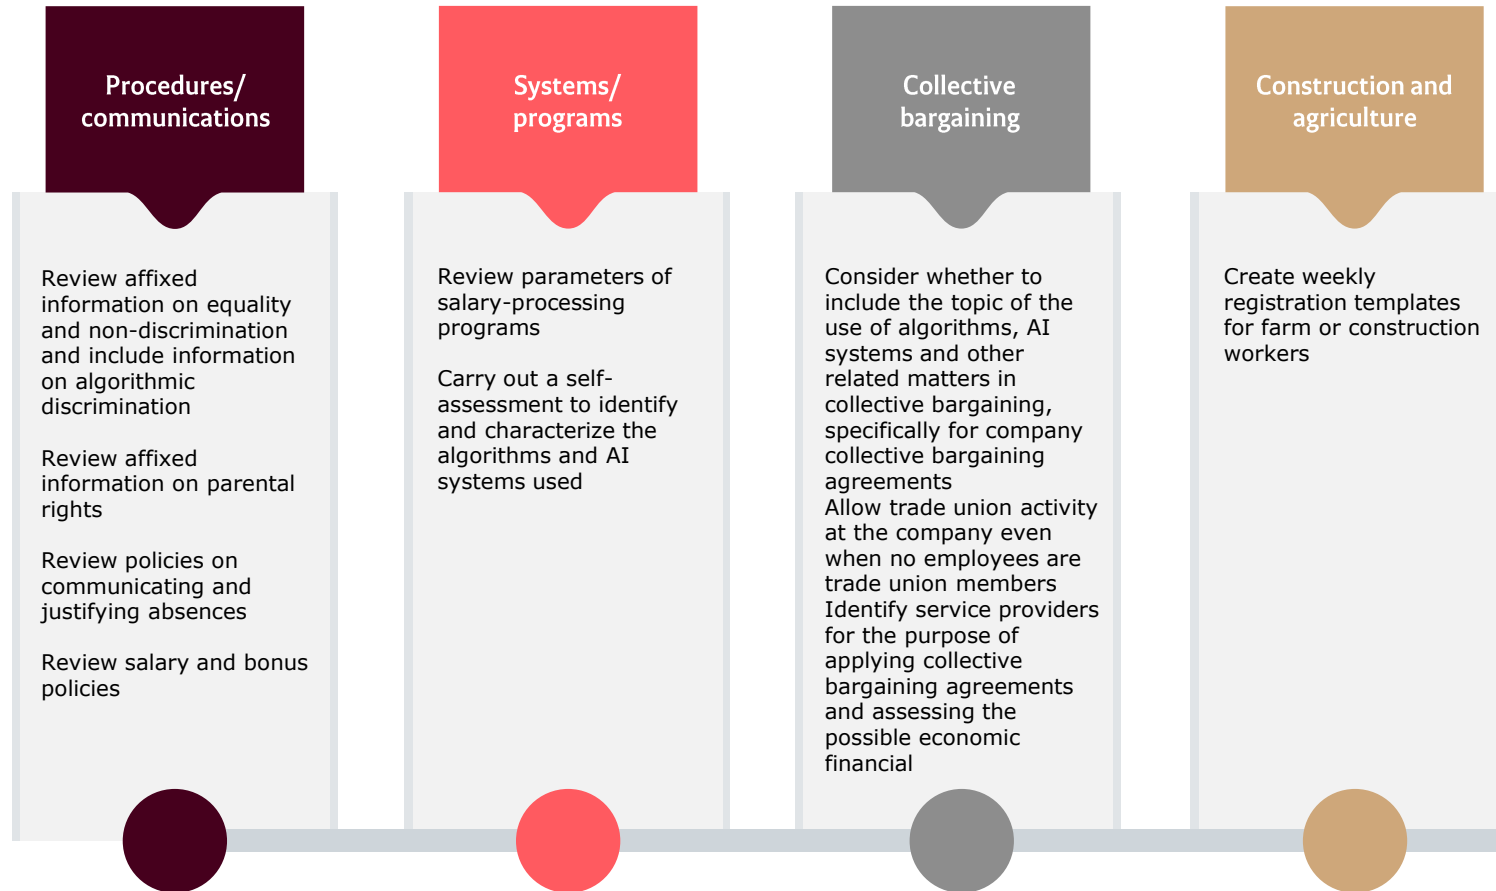 Procedures/
communications
Review affixed
information on equality
and non-discrimination
and include information
on algorithmic
discrimination
Review affixed
information on parental
rights
Review policies on
communicating and
justifying absences
Review salary and bonus
policies
Systems/
programs
Review parameters of
salary-processing
programs
Carry out a self-
assessment to identify
and characterize the
algorithms and AI
systems used
Collective
bargaining
Consider whether to
include the topic of the
use of algorithms, AI
systems and other
related matters in
collective bargaining,
specifically for company
collective bargaining
agreements
Allow trade union activity
at the company even
when no employees are
trade union members
Identify service providers
for the purpose of
applying collective
bargaining agreements
and assessing the
possible economic
financial
Construction and
agriculture
Create weekly
registration templates
for farm or construction
workers